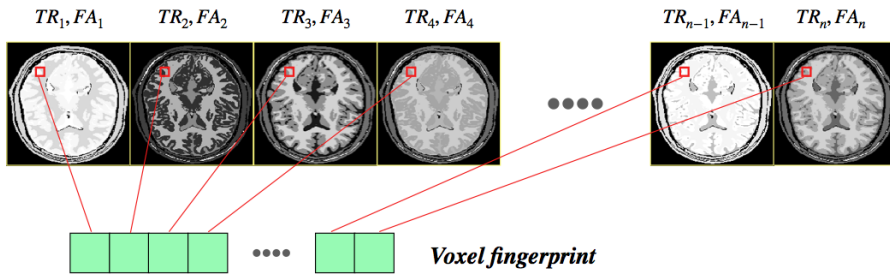 TR₁, FA₁ TR₂, FA₂ TR₃, FA₃ TR₄, FA₄ TRₙ₋₁, FAₙ₋₁ TRₙ, FAₙ
Voxel fingerprint